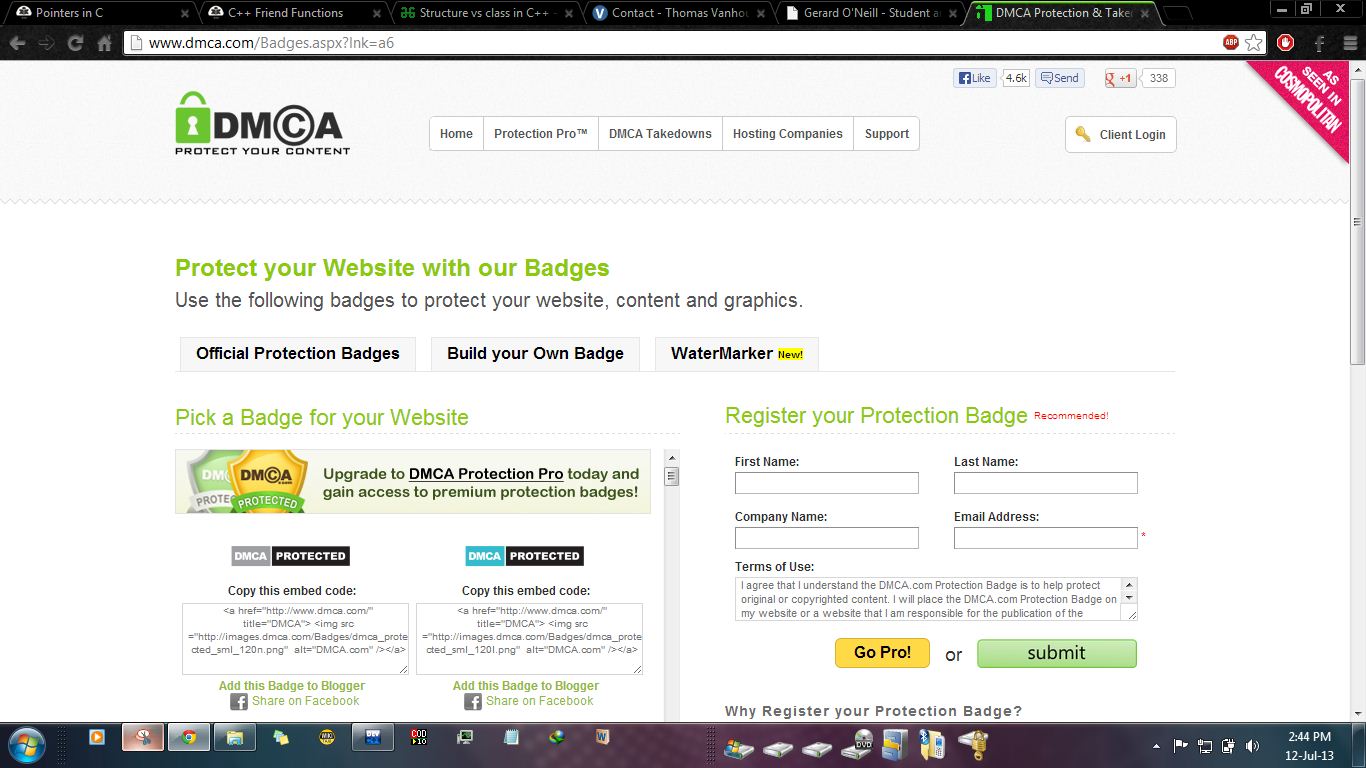 Pointers in C
C++ Friend Functions
Structure vs class in C++ -
Contact - Thomas Vanhou
Gerard O'Neill - Student a
DMCA Protection & Take
www.dmca.com/Badges.aspx?lnk=a6
ABP
Like
4.6k
Send
+1
338
AS
SEEN IN
COSMOPOLITAN
DMCA
PROTECT YOUR CONTENT
Home
Protection Pro™
DMCA Takedowns
Hosting Companies
Support
Client Login
Protect your Website with our Badges
Use the following badges to protect your website, content and graphics.
Official Protection Badges
Build your Own Badge
WaterMarker New!
Pick a Badge for your Website
DMCA
PROTECTED
Upgrade to DMCA Protection Pro today and
gain access to premium protection badges!
DMCA PROTECTED
Copy this embed code:
<a href="http://www.dmca.com/"
title="DMCA"> <img src
="http://images.dmca.com/Badges/dmca_prote
cted_sml_120n.png" alt="DMCA.com" /></a>
Add this Badge to Blogger
Share on Facebook
DMCA PROTECTED
Copy this embed code:
<a href="http://www.dmca.com/"
title="DMCA"> <img src
="http://images.dmca.com/Badges/dmca_prote
cted_sml_120l.png" alt="DMCA.com" /></a>
Add this Badge to Blogger
Share on Facebook
Register your Protection Badge Recommended!
First Name:
Last Name:
Company Name:
Email Address:
*
Terms of Use:
I agree that I understand the DMCA.com Protection Badge is to help protect
original or copyrighted content. I will place the DMCA.com Protection Badge on
my website or a website that I am responsible for the publication of the
Go Pro!
or
submit
Why Register your Protection Badge?
2:44 PM
12-Jul-13